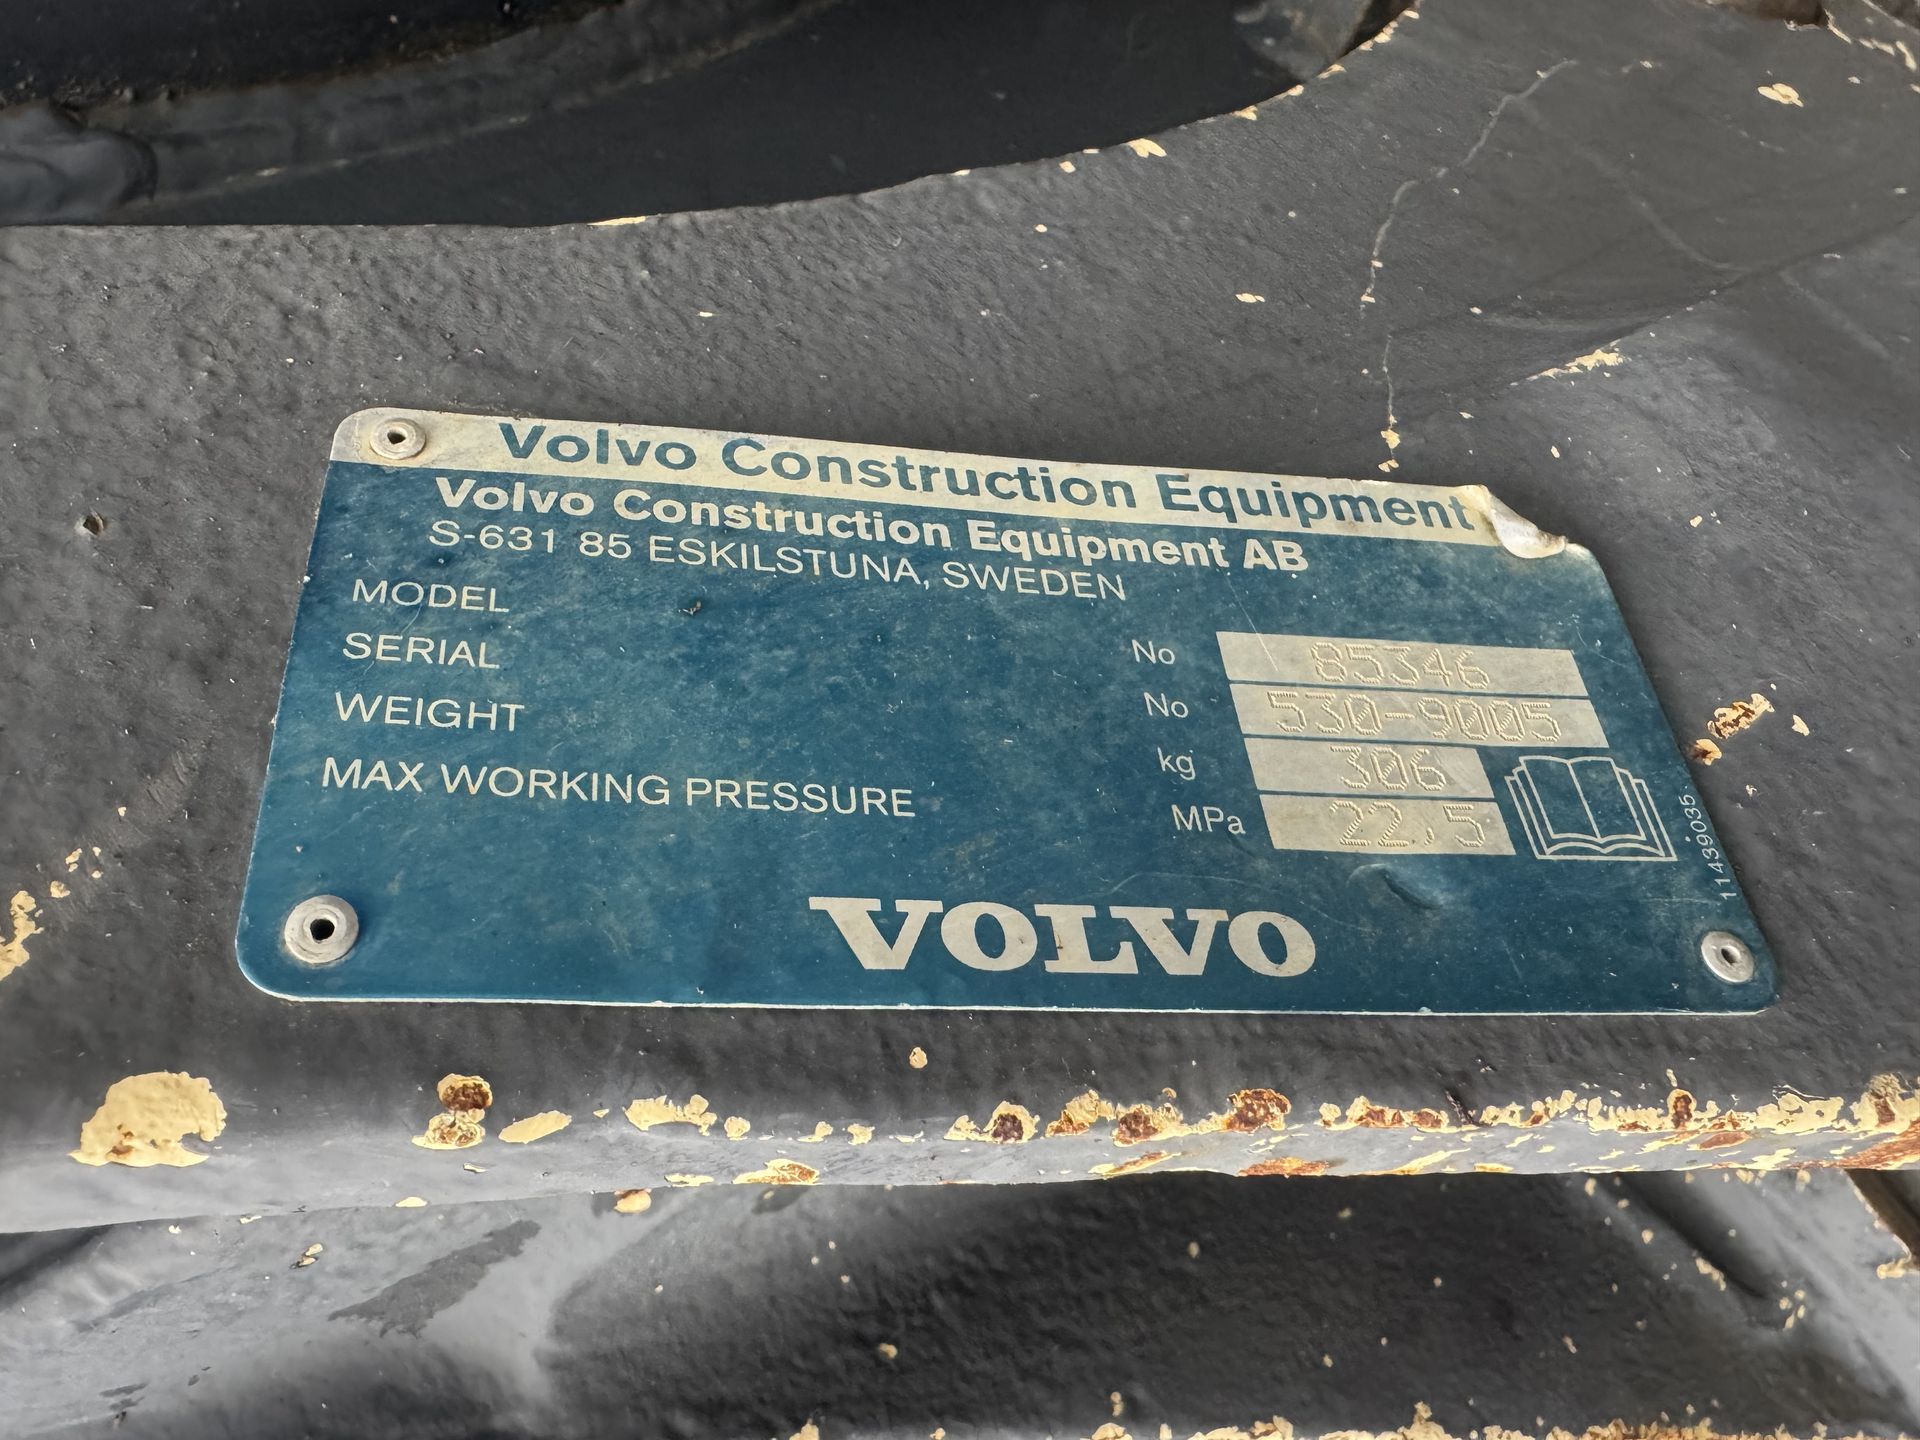 Volvo Construction Equipment
Volvo Construction Equipment AB
S-631 85 ESKILSTUNA, SWEDEN
MODEL No 85346
SERIAL No 530-9005
WEIGHT kg 306
MAX WORKING PRESSURE MPa 22,5
11439035
VOLVO